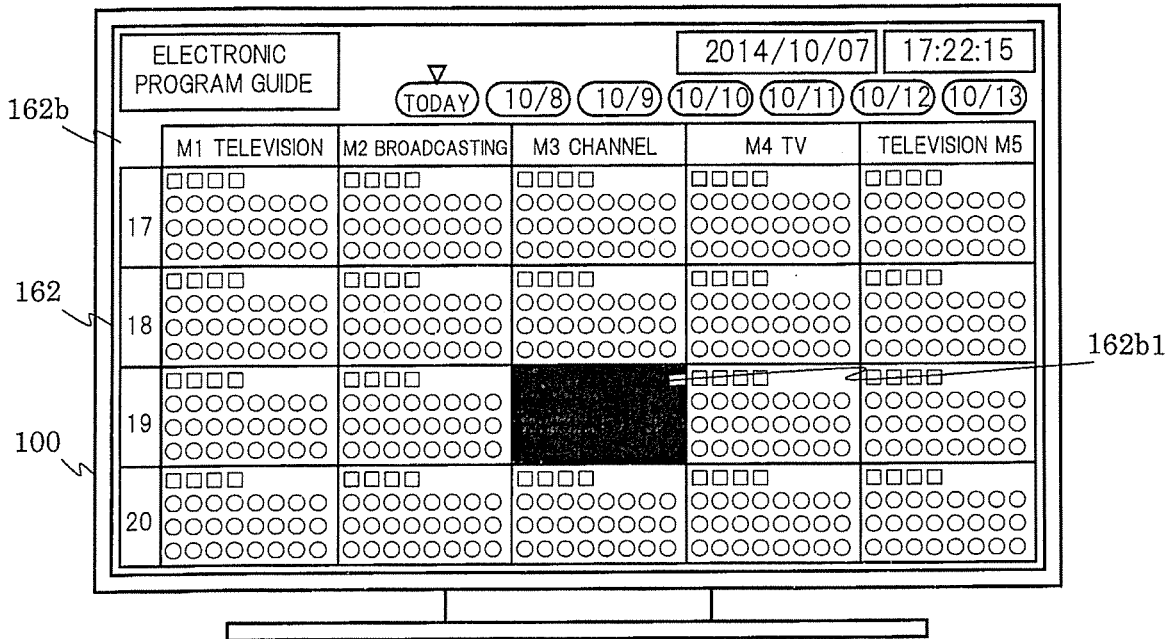 ELECTRONIC
PROGRAM GUIDE
2014/10/07 17:22:15
TODAY 10/8 10/9 10/10 10/11 10/12 10/13
162b
M1 TELEVISION M2 BROADCASTING M3 CHANNEL M4 TV TELEVISION M5
17
162
18
162b1
19
100
20